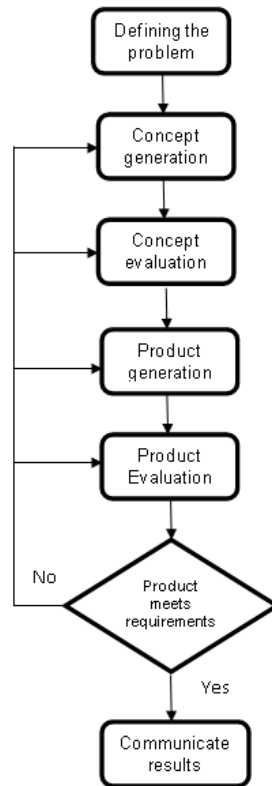 Defining the
problem
Concept
generation
Concept
evaluation
Product
generation
Product
Evaluation
Product
meets
requirements
No
Yes
Communicate
results